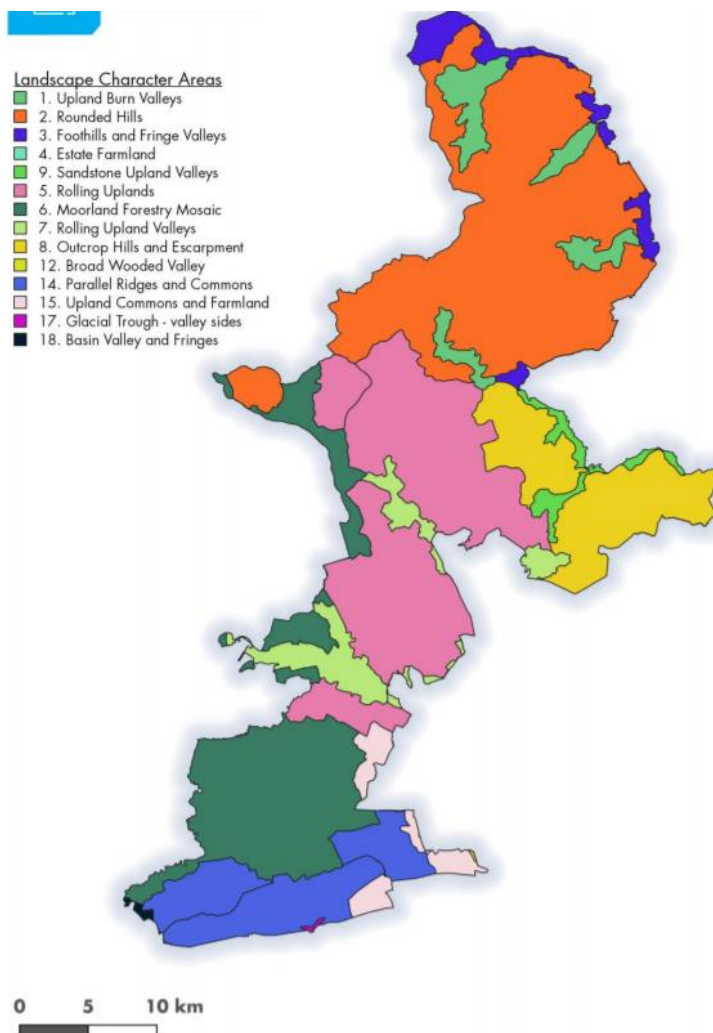 Landscape Character Areas
1. Upland Burn Valleys
2. Rounded Hills
3. Foothills and Fringe Valleys
4. Estate Farmland
9. Sandstone Upland Valleys
5. Rolling Uplands
6. Moorland Forestry Mosaic
7. Rolling Upland Valleys
8. Outcrop Hills and Escarpment
12. Broad Wooded Valley
14. Parallel Ridges and Commons
15. Upland Commons and Farmland
17. Glacial Trough - valley sides
18. Basin Valley and Fringes
0 5 10 km